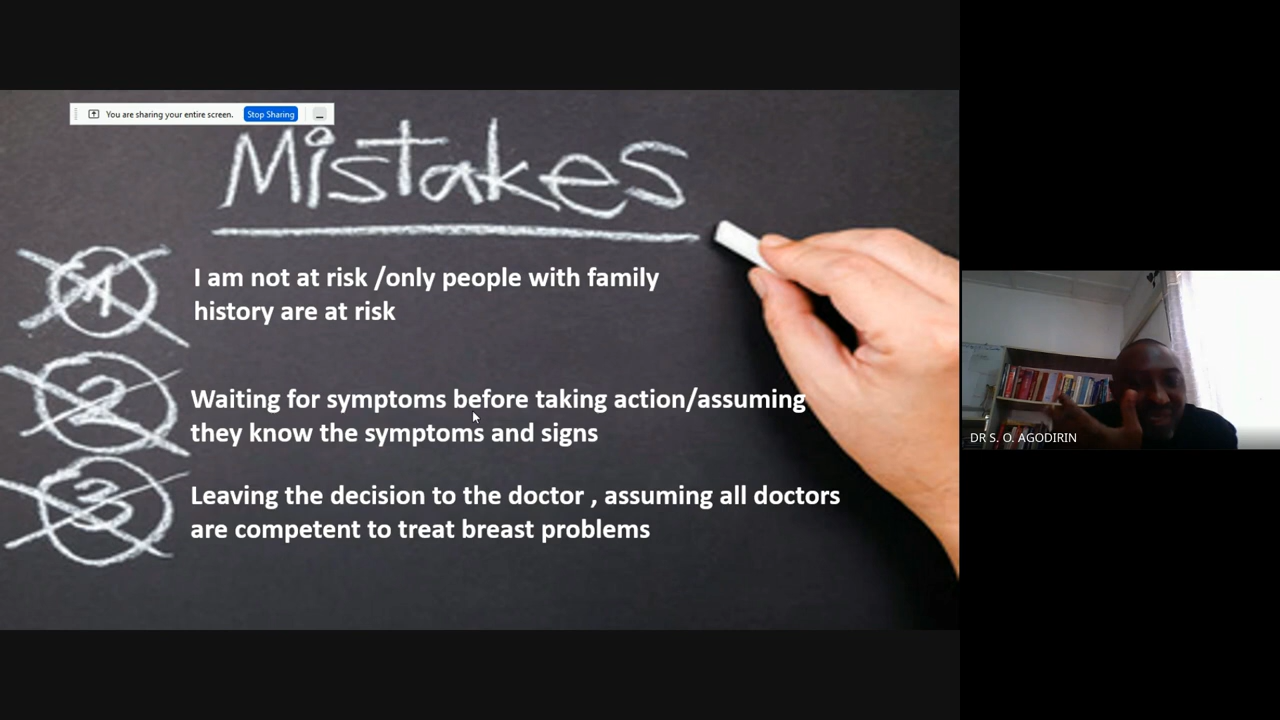 You are sharing your entire screen. Stop Sharing
Mistakes
1
I am not at risk /only people with family
history are at risk
2
Waiting for symptoms before taking action/assuming
they know the symptoms and signs
3
Leaving the decision to the doctor , assuming all doctors
are competent to treat breast problems
DR S. O. AGODIRIN